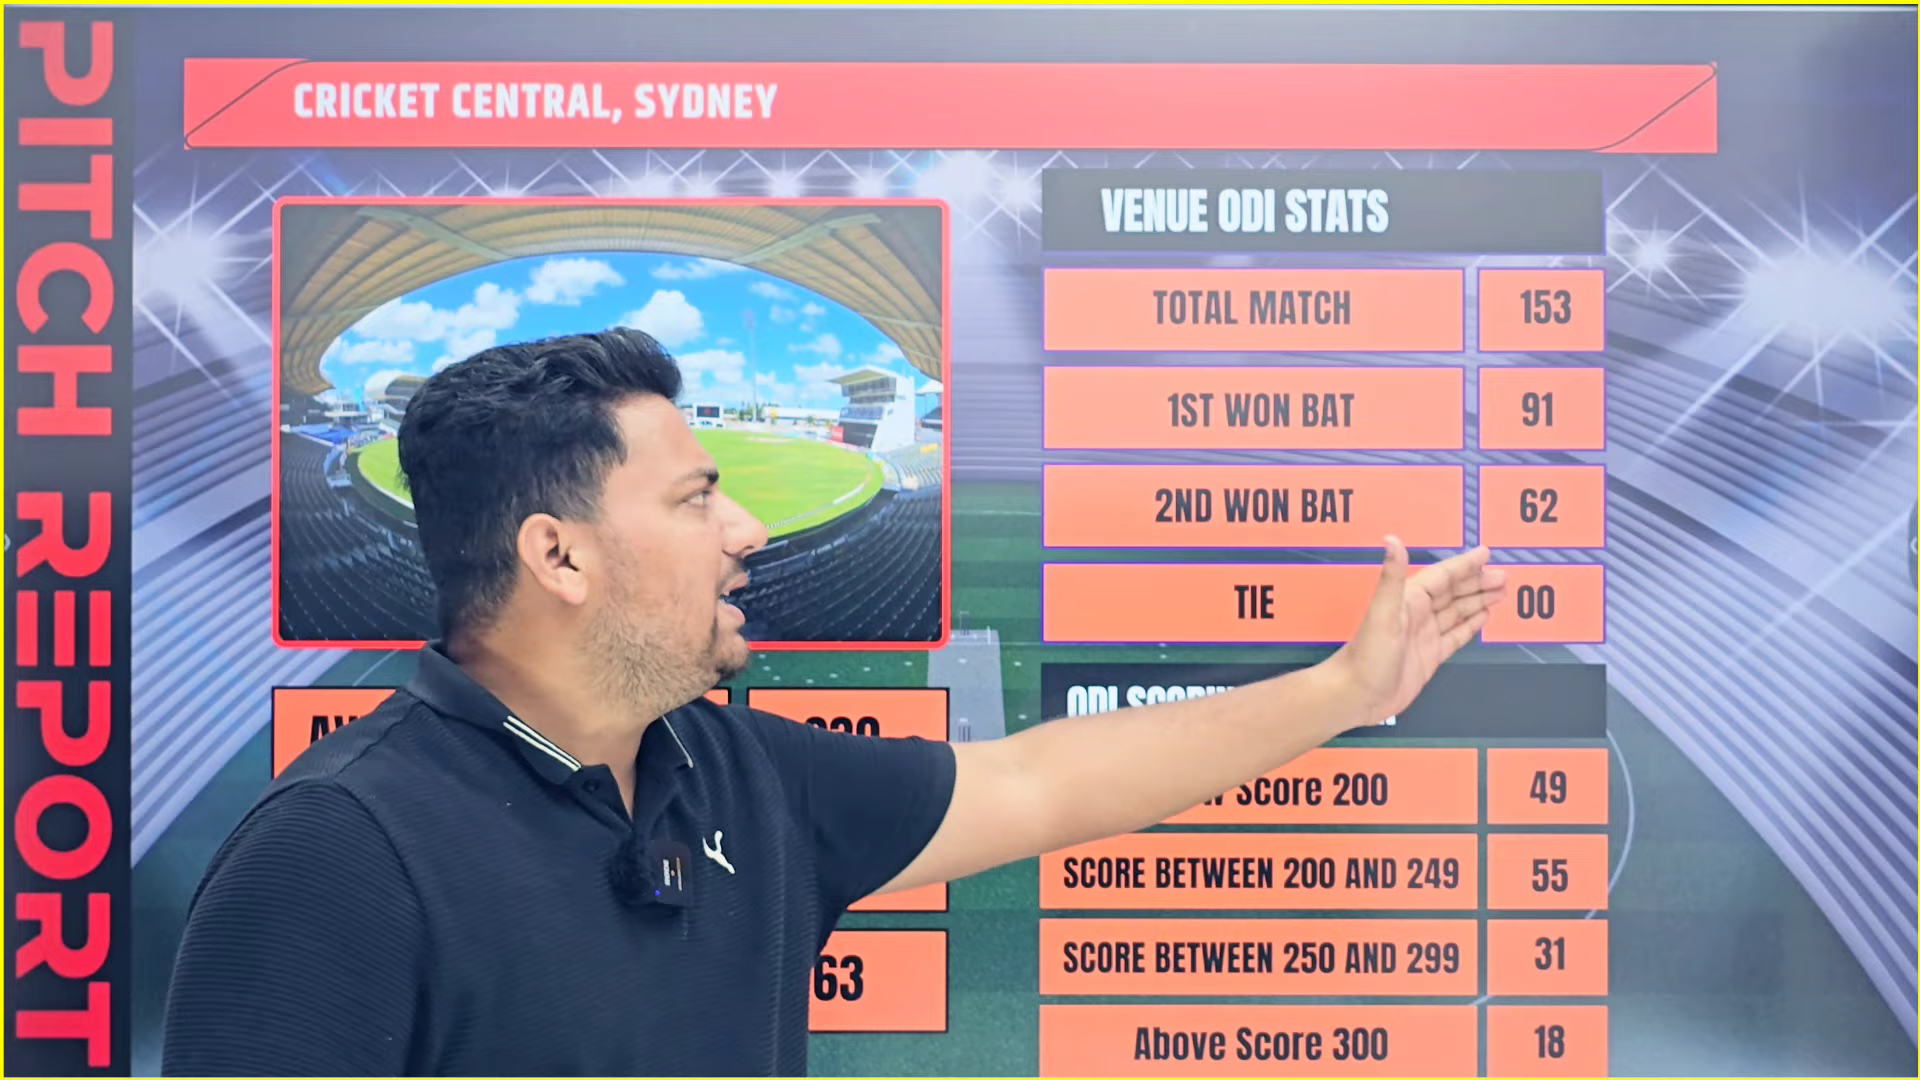 PITCH REPORT
CRICKET CENTRAL, SYDNEY
VENUE ODI STATS
TOTAL MATCH 153
1ST WON BAT 91
2ND WON BAT 62
TIE 00
ODI
Score 200 49
SCORE BETWEEN 200 AND 249 55
SCORE BETWEEN 250 AND 299 31
Above Score 300 18
63